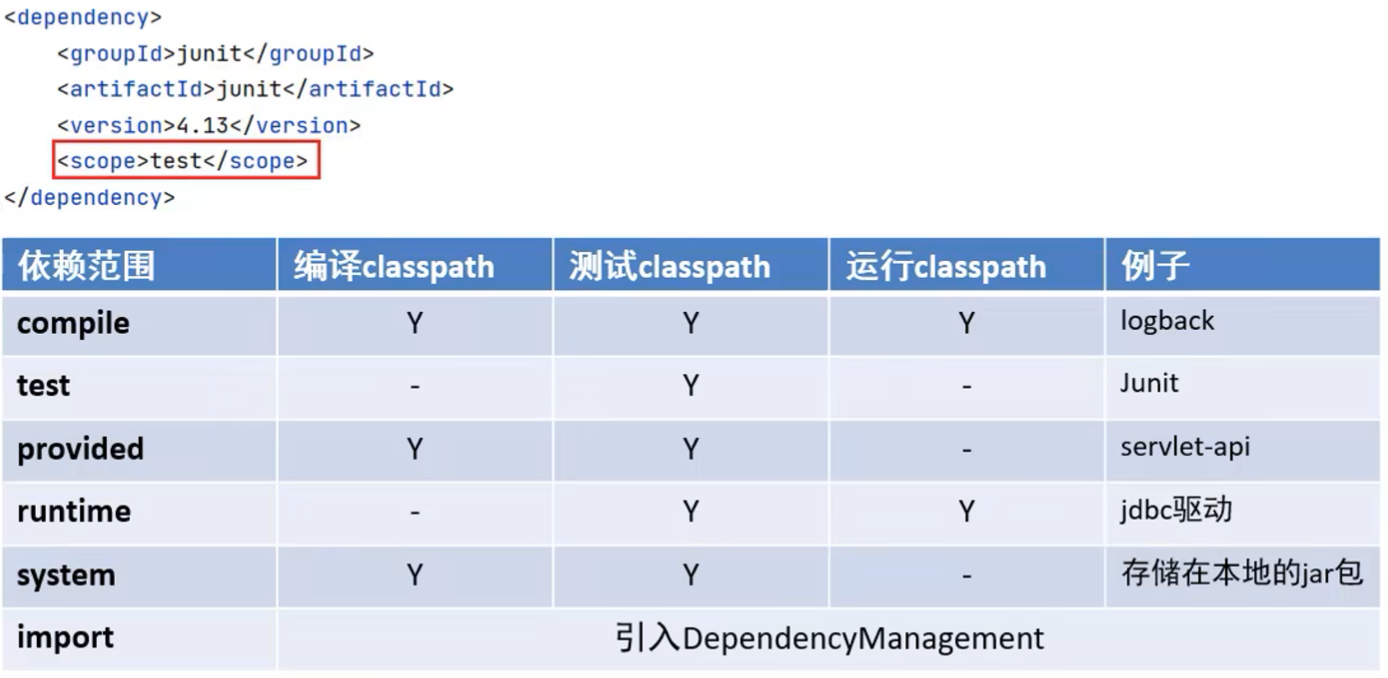 <dependency>
<groupId>junit</groupId>
<artifactId>junit</artifactId>
<version>4.13</version>
<scope>test</scope>
</dependency>
依赖范围 编译classpath 测试classpath 运行classpath 例子
compile Y Y Y logback
test - Y - Junit
provided Y Y - servlet-api
runtime - Y Y jdbc驱动
system Y Y - 存储在本地的jar包
import 引入DependencyManagement